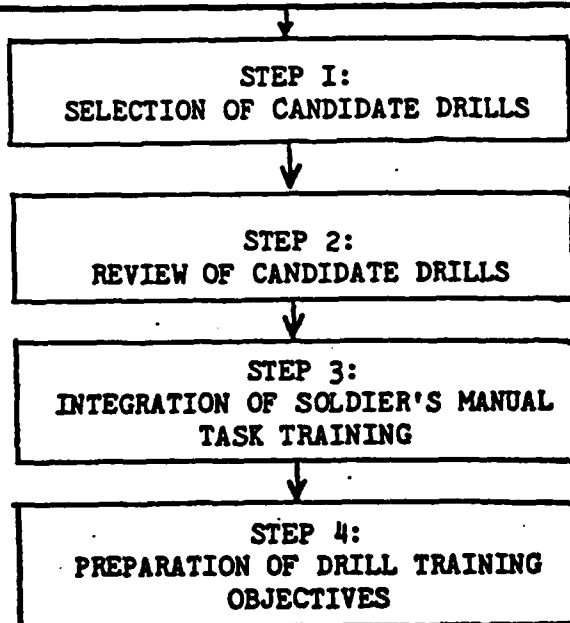 STEP I:
SELECTION OF CANDIDATE DRILLS
STEP 2:
REVIEW OF CANDIDATE DRILLS
STEP 3:
INTEGRATION OF SOLDIER'S MANUAL
TASK TRAINING
STEP 4:
PREPARATION OF DRILL TRAINING
OBJECTIVES